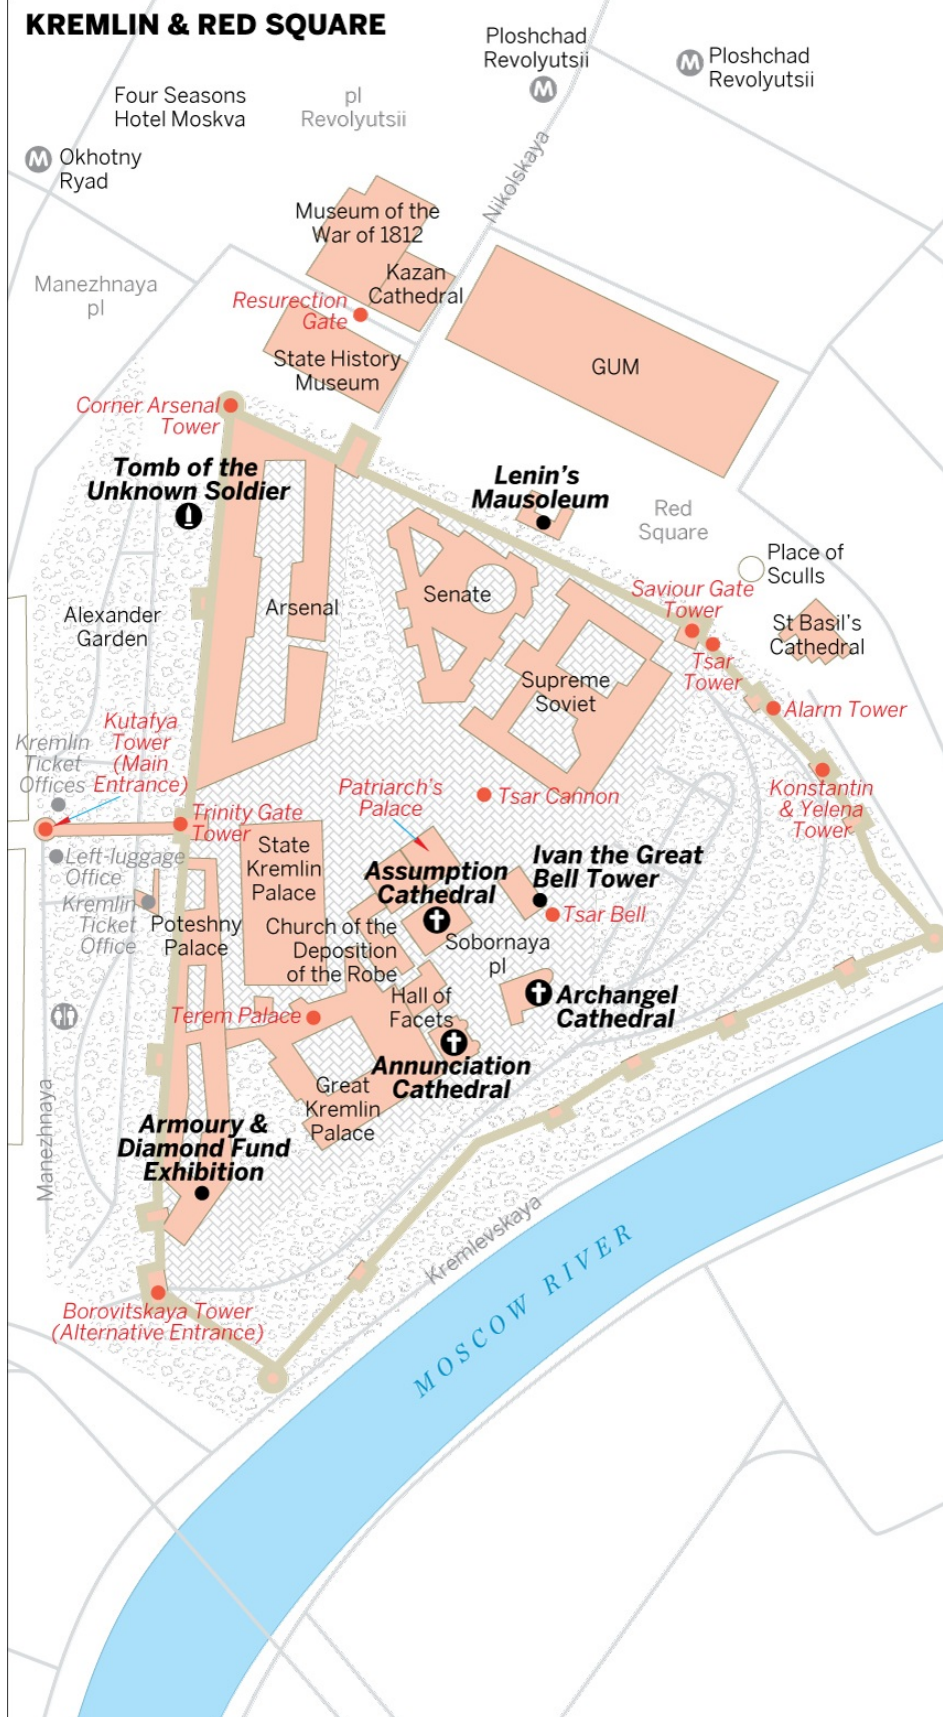 KREMLIN & RED SQUARE
Ploshchad
Revolyutsii
M
M
Ploshchad
Revolyutsii
Four Seasons
Hotel Moskva
pl
Revolyutsii
M
Okhotny
Ryad
Nikolskaya
Museum of the
War of 1812
Kazan
Cathedral
Manezhnaya
pl
Resurection
Gate
State History
Museum
GUM
Corner Arsenal
Tower
Tomb of the
Unknown Soldier
Lenin's
Mausoleum
Red
Square
Place of
Sculls
Saviour Gate
Tower
St Basil's
Cathedral
Tsar
Tower
Alexander
Garden
Arsenal
Senate
Supreme
Soviet
Alarm Tower
Kutafya
Tower
(Main
Entrance)
Kremlin
Ticket
Offices
Patriarch's
Palace
Tsar Cannon
Konstantin
& Yelena
Tower
Trinity Gate
Tower
State
Kremlin
Palace
Left-luggage
Office
Kremlin
Ticket
Office
Poteshny
Palace
Assumption
Cathedral
Ivan the Great
Bell Tower
Tsar Bell
Church of the
Deposition
of the Robe
Sobornaya
pl
Hall of
Facets
Archangel
Cathedral
Terem Palace
Annunciation
Cathedral
Great
Kremlin
Palace
Manezhnaya
Armoury &
Diamond Fund
Exhibition
Kremlevskaya
MOSCOW RIVER
Borovitskaya Tower
(Alternative Entrance)